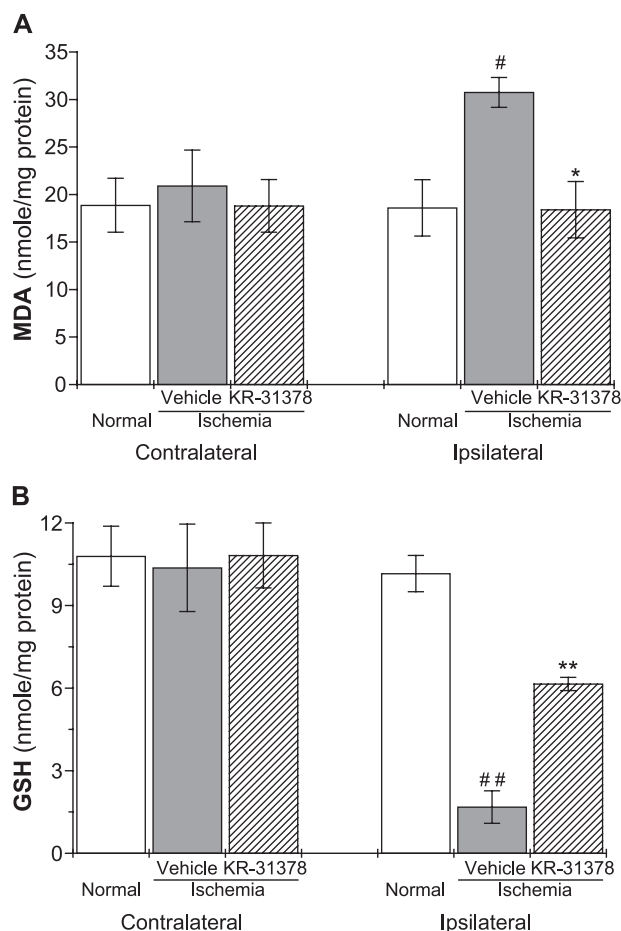 A
MDA (nmole/mg protein)
35
30
25
20
15
10
5
0
#
*
Vehicle KR-31378 Vehicle KR-31378
Normal Ischemia Normal Ischemia
Contralateral Ipsilateral
B
GSH (nmole/mg protein)
12
9
6
3
0
**
##
Vehicle KR-31378 Vehicle KR-31378
Normal Ischemia Normal Ischemia
Contralateral Ipsilateral